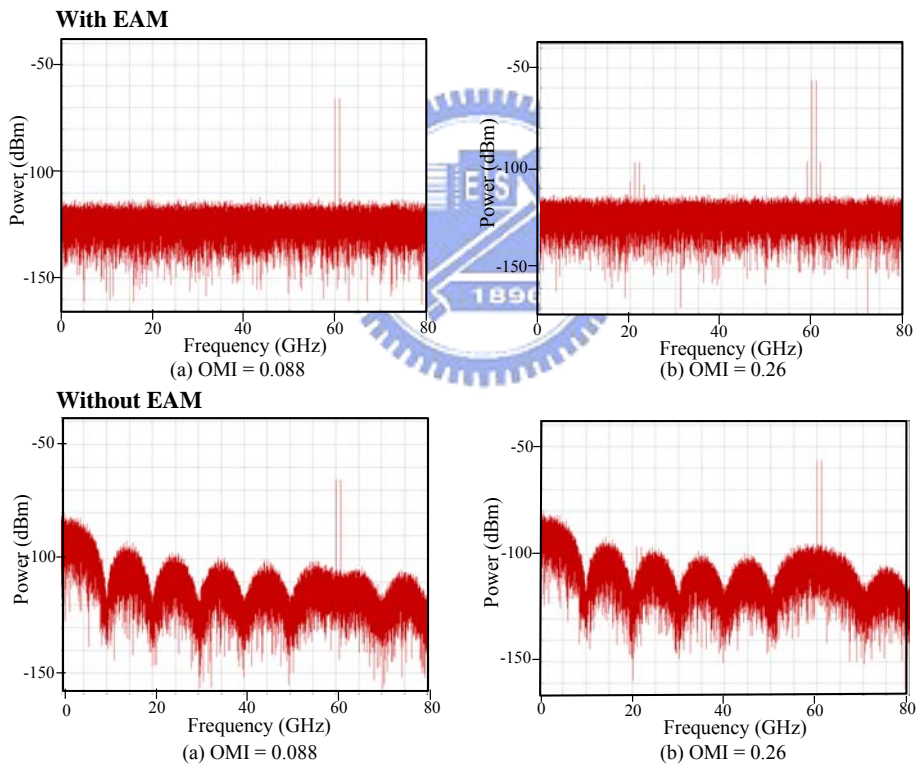 With EAM
-50
-100
-150
Power (dBm)
0 20 40 60 80
Frequency (GHz)
(a) OMI = 0.088
-50
-100
-150
Power (dBm)
0 20 40 60 80
Frequency (GHz)
(b) OMI = 0.26
ES
1896
Without EAM
-50
-100
-150
Power (dBm)
0 20 40 60 80
Frequency (GHz)
(a) OMI = 0.088
-50
-100
-150
Power (dBm)
0 20 40 60 80
Frequency (GHz)
(b) OMI = 0.26